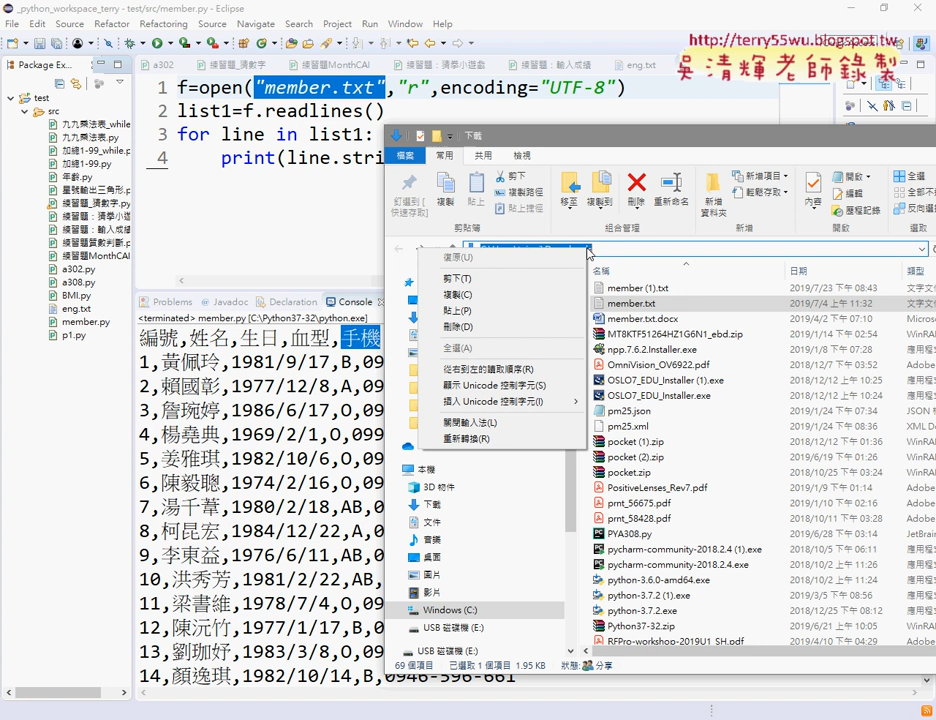 _python_workspace_terry - test/src/member.py - Eclipse
File Edit Source Refactor Refactoring Source Navigate Search Project Run Window Help
http://terry55wu.blogspot.tw
吳清輝老師錄製
Package Ex...
a302 練習題_猜數字 練習題MonthCAI 練習題:猜學小遊戲 練習題:輸入成績 eng.txt
test
src
九九乘法表_while
九九乘法表.py
加總1-99_while.p
加總1-99.py
年齡.py
星號輸出三角形.
練習題_猜數字.py
練習題:猜學小遊
練習題:輸入成績
練習題質數判斷.p
練習題MonthCAI
a302.py
a308.py
BMI.py
eng.txt
member.py
p1.py
1 f=open("member.txt","r",encoding="UTF-8")
2 list1=f.readlines()
3 for line in list1:
4 print(line.stri
Problems Javadoc Declaration Console
<terminated> member.py [C:\Python37-32\python.exe]
編號,姓名,生日,血型,手機
1,黃佩玲,1981/9/17,B,09
2,賴國彰,1977/12/8,A,09
3,詹琬婷,1986/6/17,O,09
4,楊堯典,1969/2/1,O,099
5,姜雅琪,1982/10/6,O,09
6,陳毅聰,1974/2/16,O,09
7,湯千葦,1980/2/18,AB,0
8,柯昆宏,1984/12/22,A,0
9,李東益,1976/6/11,AB,0
10,洪秀芳,1981/2/22,AB,
11,梁書維,1978/7/4,O,09
12,陳沅竹,1977/1/17,B,0
13,劉珈妤,1983/3/8,O,09
14,顏逸琪,1982/10/14,B,0946-596-661
下載
檔案 常用 共用 檢視
釘選到[快速存取]
複製
貼上
剪下
複製路徑
貼上捷徑
移至
複製到
刪除
重新命名
新增資料夾
新增項目
輕鬆存取
內容
開啟
編輯
歷程記錄
全選
全部不
反向選
剪貼簿 組合管理 新增 開啟 選取
復原(U)
剪下(T)
複製(C)
貼上(P)
刪除(D)
全選(A)
從右到左的讀取順序(R)
顯示 Unicode 控制字元(S)
插入 Unicode 控制字元(I)
關閉輸入法(L)
重新轉換(R)
本機
3D 物件
下載
文件
音樂
桌面
圖片
影片
Windows (C:)
USB 磁碟機 (E:)
USB 磁碟機 (E:)
名稱 日期 類型
member (1).txt 2019/7/23 下午 08:43 文字文
member.txt 2019/7/4 上午 11:32 文字文
member.txt.docx 2019/4/2 下午 07:10 Microsof
MT8KTF51264HZ1G6N1_ebd.zip 2019/1/14 下午 02:54 WinRA
npp.7.6.2.Installer.exe 2019/1/8 下午 07:28 應用程
OmniVision_OV6922.pdf 2019/1/14 下午 03:52 Adobe
OSLO7_EDU_Installer (1).exe 2018/12/12 上午 10:25 應用程
OSLO7_EDU_Installer.exe 2018/12/12 上午 10:23 應用程
pm25.json 2019/1/24 下午 07:34 JSON
pm25.xml 2019/1/24 下午 08:36 XML D
pocket (1).zip 2018/12/12 上午 01:36 WinRA
pocket (2).zip 2019/6/19 上午 01:26 WinRA
pocket.zip 2018/10/25 下午 03:24 WinRA
PositiveLenses_Rev7.pdf 2019/1/9 下午 01:14 Adobe
prnt_56675.pdf 2019/1/10 下午 02:16 Adobe
prnt_58428.pdf 2018/10/11 下午 03:28 Adobe
PYA308.py 2019/6/28 下午 03:14 JetBrai
pycharm-community-2018.2.4 (1).exe 2018/10/5 下午 06:11 應用程
pycharm-community-2018.2.4.exe 2018/10/2 下午 11:26 應用程
python-3.6.0-amd64.exe 2018/10/2 下午 11:24 應用程
python-3.7.2 (1).exe 2019/3/5 下午 08:56 應用程
python-3.7.2.exe 2018/12/25 下午 08:12 應用程
Python37-32.zip 2019/6/21 上午 10:05 WinRA
RFPro-workshop-2019U1_SH.pdf 2019/4/10 下午 04:29 Adobe
69 個項目 已選取 1 個項目 1.95 KB 狀態: 分享